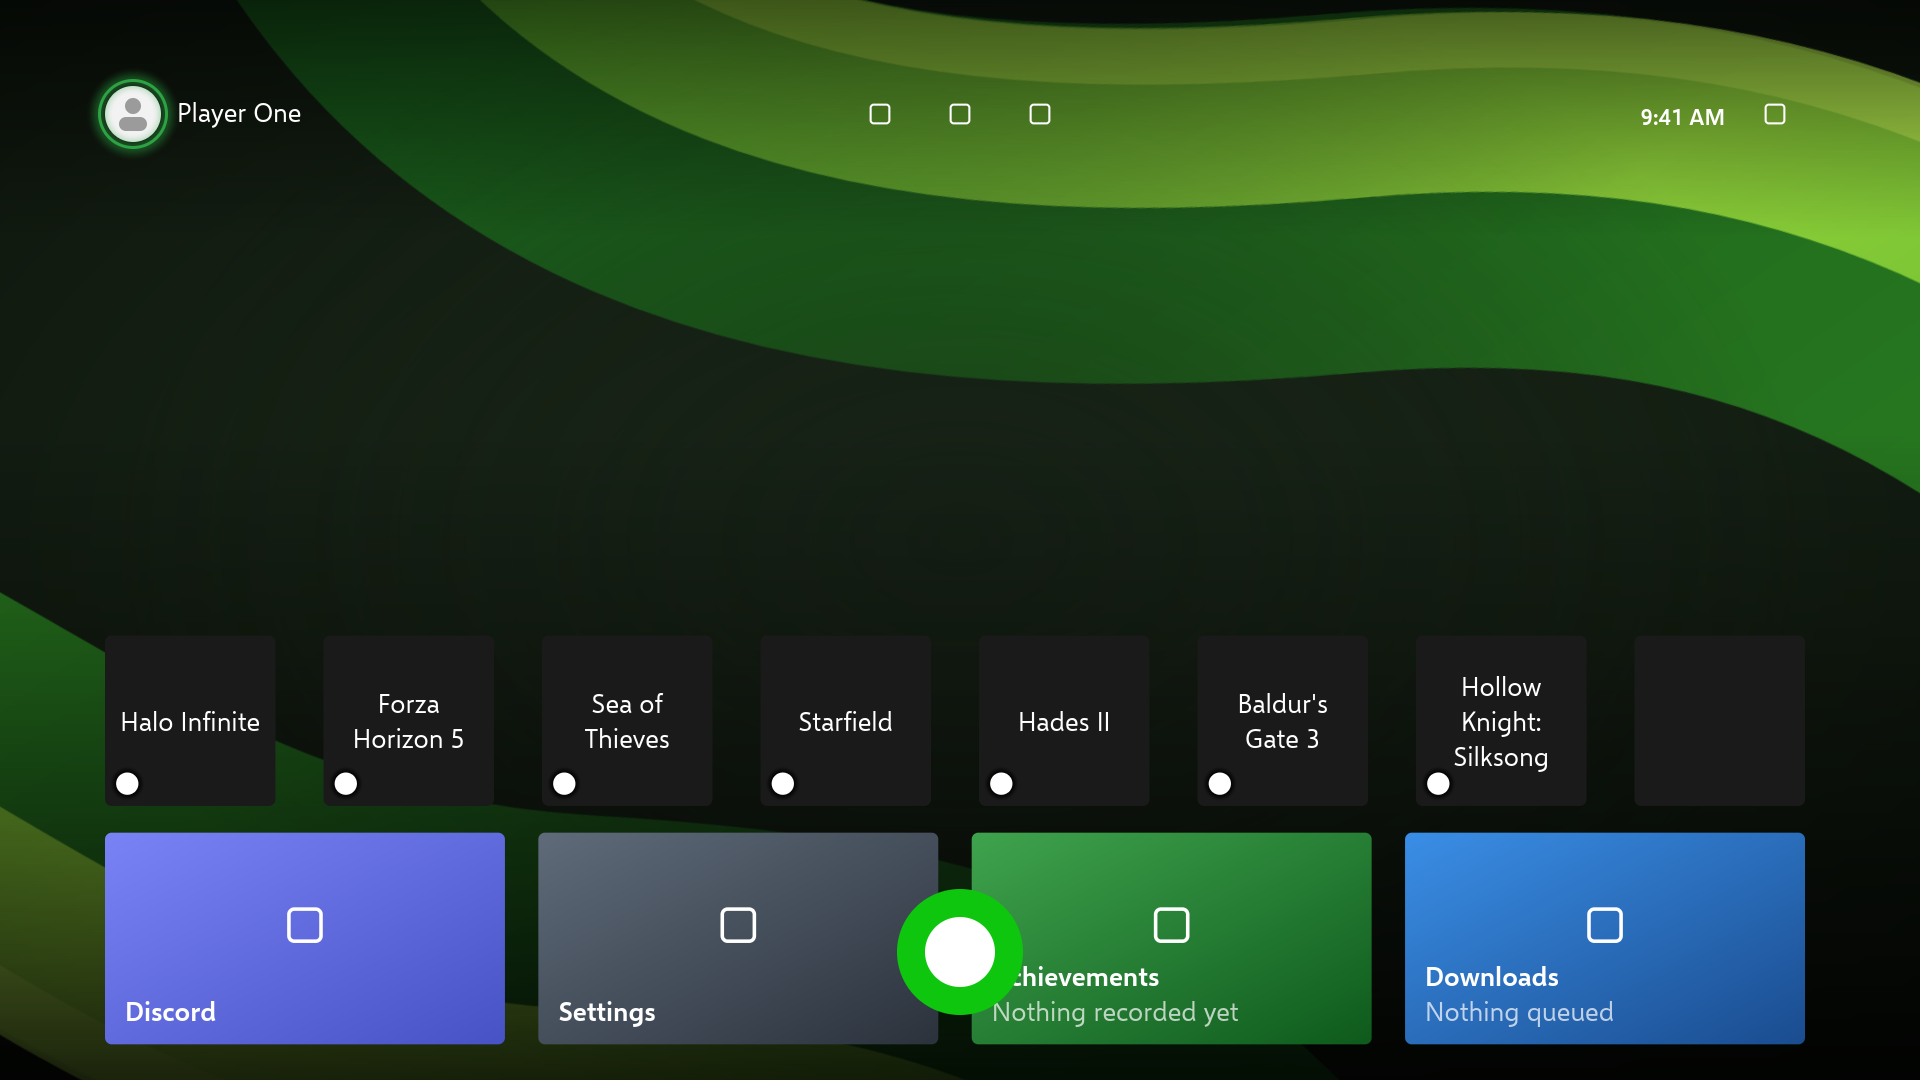 Player One
9:41 AM
Halo Infinite
Forza
Horizon 5
Sea of
Thieves
Starfield
Hades II
Baldur's
Gate 3
Hollow
Knight:
Silksong
Discord
Settings
chievements
Nothing recorded yet
Downloads
Nothing queued